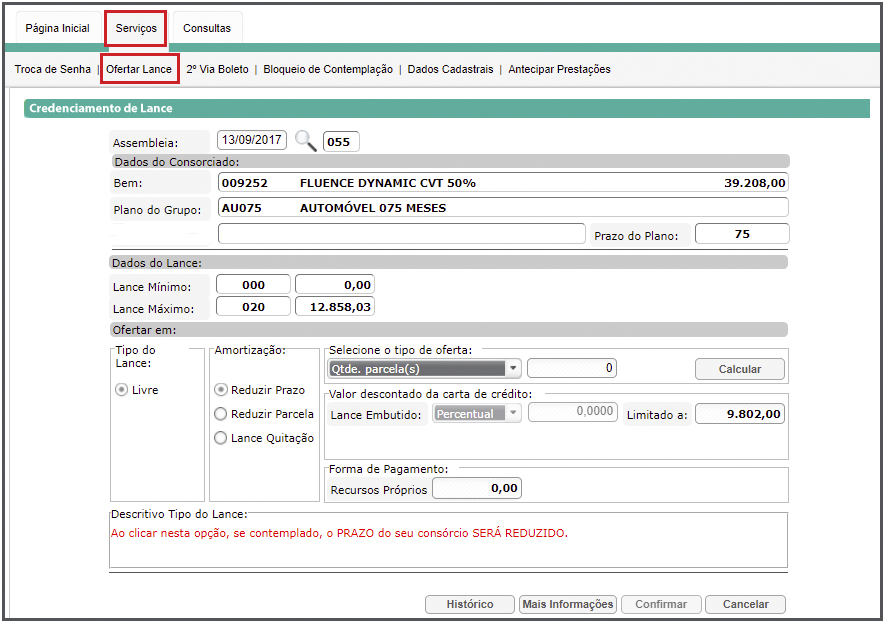 Página Inicial Serviços Consultas
Troca de Senha | Ofertar Lance 2º Via Boleto | Bloqueio de Contemplação | Dados Cadastrais | Antecipar Prestações
Credenciamento de Lance
Assembleia: 13/09/2017 055
Dados do Consorciado:
Bem: 009252 FLUENCE DYNAMIC CVT 50% 39.208,00
Plano do Grupo: AU075 AUTOMÓVEL 075 MESES
Prazo do Plano: 75
Dados do Lance:
Lance Mínimo: 000 0,00
Lance Máximo: 020 12.858,03
Ofertar em:
Tipo do
Lance:
Livre
Amortização:
Reduzir Prazo
Reduzir Parcela
Lance Quitação
Selecione o tipo de oferta:
Qtde. parcela(s) 0 Calcular
Valor descontado da carta de crédito:
Lance Embutido: Percentual 0,0000 Limitado a: 9.802,00
Forma de Pagamento:
Recursos Próprios 0,00
Descritivo Tipo do Lance:
Ao clicar nesta opção, se contemplado, o PRAZO do seu consórcio SERÁ REDUZIDO.
Histórico Mais Informações Confirmar Cancelar